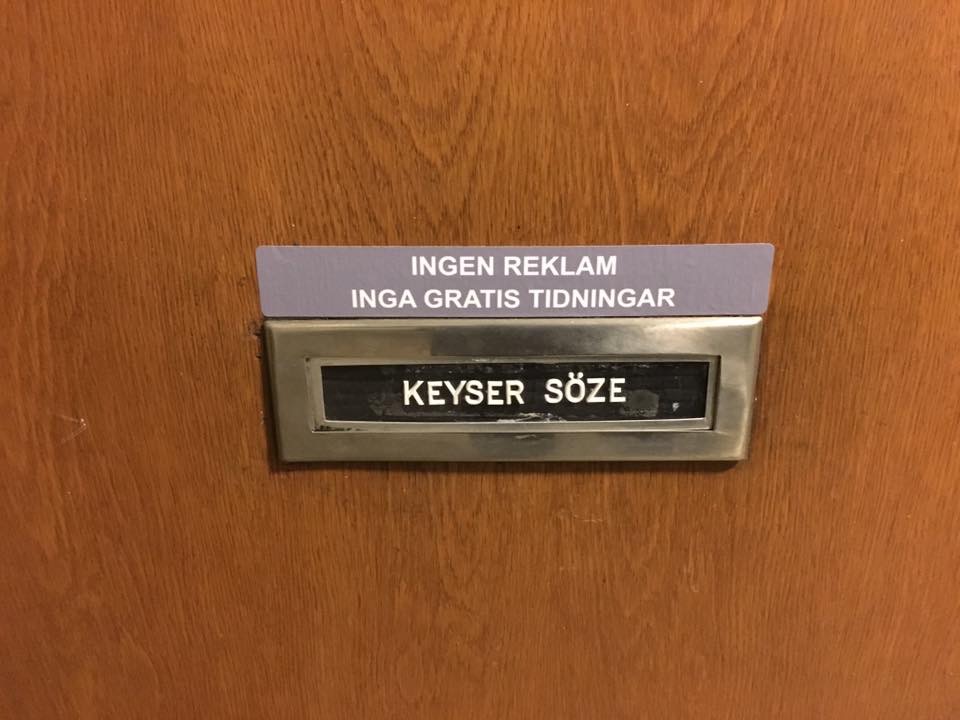 INGEN REKLAM
INGA GRATIS TIDNINGAR
KEYSER SÖZE